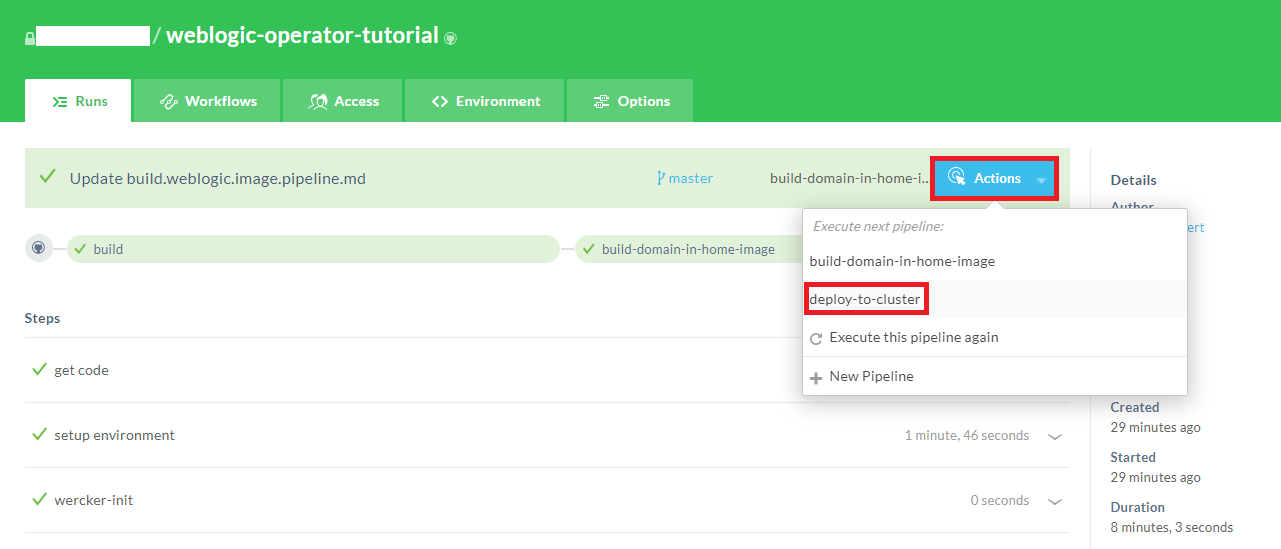 / weblogic-operator-tutorial
Runs
Workflows
Access
Environment
Options
Update build.weblogic.image.pipeline.md
master
build-domain-in-home-i...
Actions
Details
Author
ert
Execute next pipeline:
build-domain-in-home-image
deploy-to-cluster
Execute this pipeline again
New Pipeline
build
build-domain-in-home-image
Steps
get code
setup environment
1 minute, 46 seconds
wercker-init
0 seconds
Created
29 minutes ago
Started
29 minutes ago
Duration
8 minutes, 3 seconds